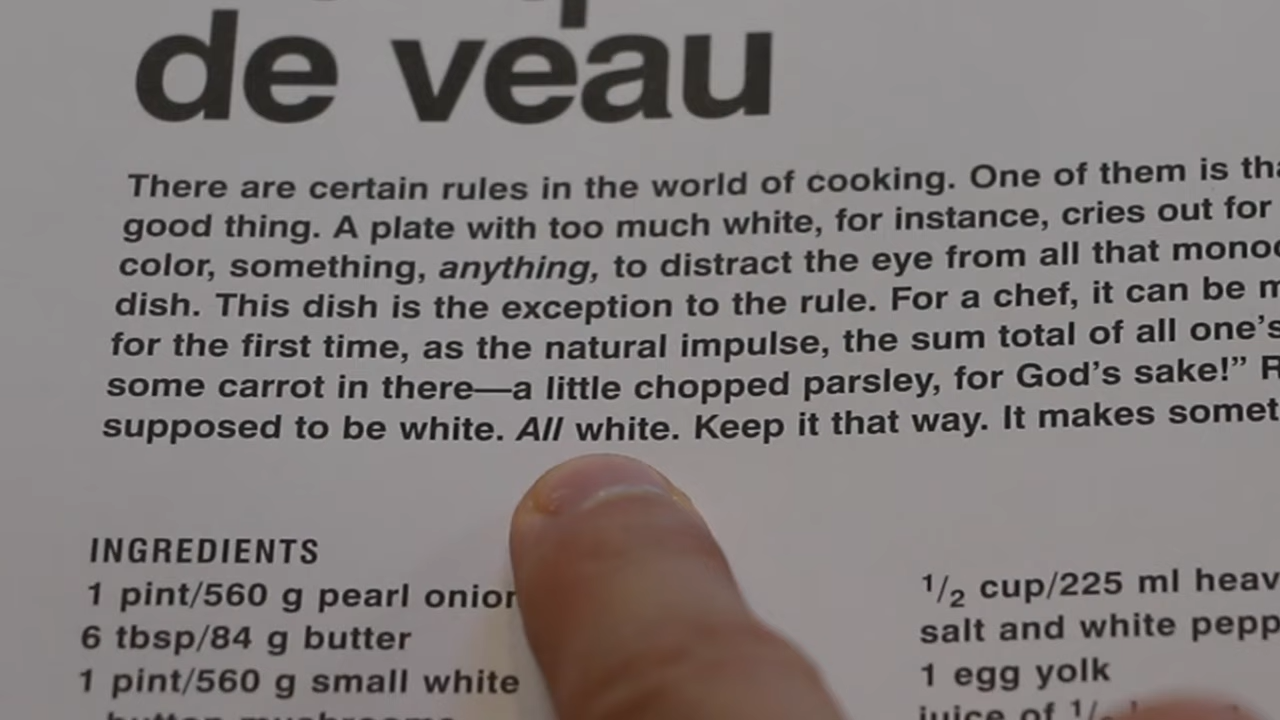 de veau
There are certain rules in the world of cooking. One of them is
good thing. A plate with too much white, for instance, cries out for
color, something, anything, to distract the eye from all that
dish. This dish is the exception to the rule. For a chef, it can be
for the first time, as the natural impulse, the sum total of all one's
some carrot in there—a little chopped parsley, for God's sake!"
supposed to be white. All white. Keep it that way. It makes
INGREDIENTS
1 pint/560 g pearl
6 tbsp/84 g butter
1 pint/560 g small white
button mushrooms
1/2 cup/225 ml
salt and white
1 egg yolk
juice of